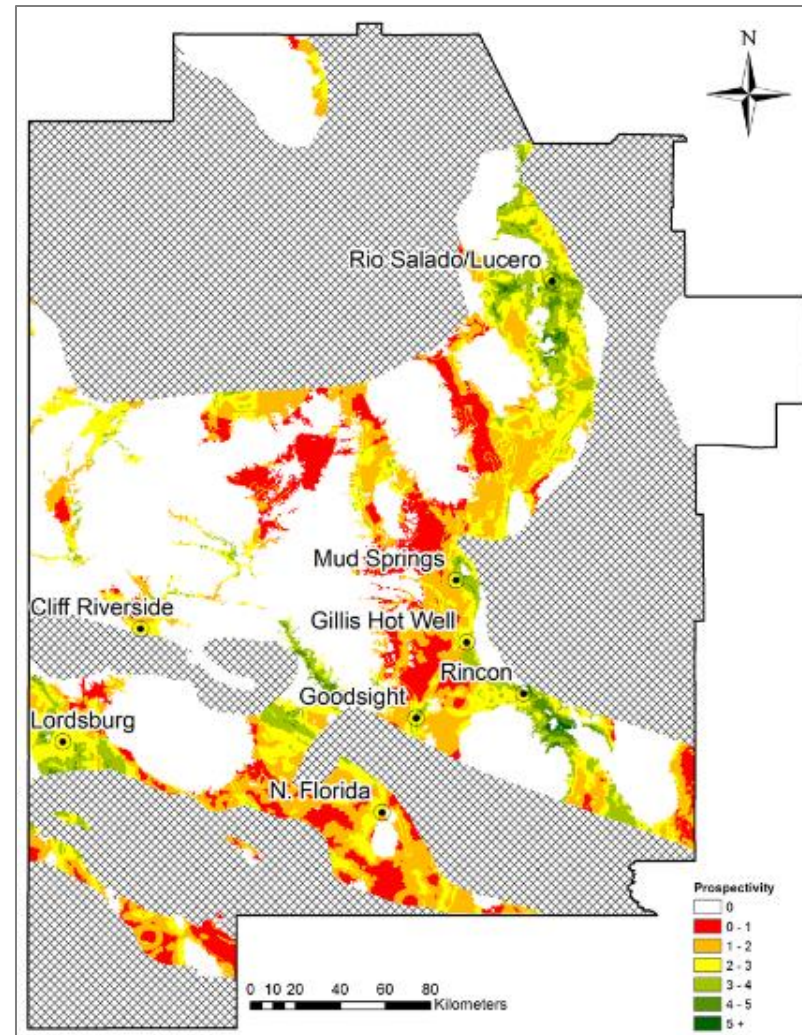 N
Rio Salado/Lucero
Mud Springs
Cliff Riverside
Gillis Hot Well
Rincon
Goodsight
Lordsburg
N. Florida
Prospectivity
0
0 - 1
1 - 2
2 - 3
3 - 4
4 - 5
5 +
0 10 20 40 60 80
Kilometers